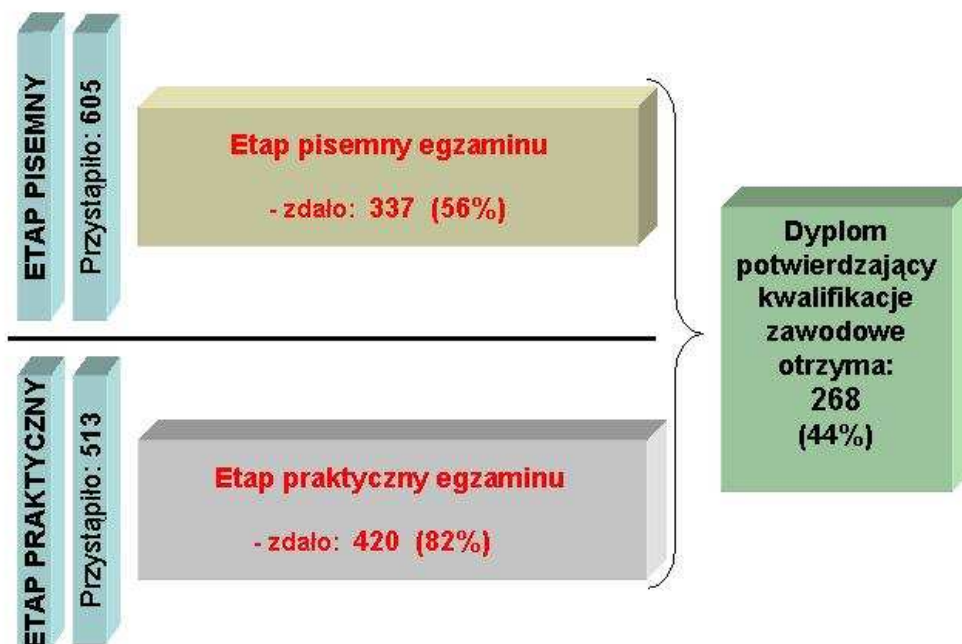 ETAP PISEMNY
Przystąpiło: 605
Etap pisemny egzaminu
- zdało: 337 (56%)
ETAP PRAKTYCZNY
Przystąpiło: 513
Etap praktyczny egzaminu
- zdało: 420 (82%)
Dyplom
potwierdzający
kwalifikacje
zawodowe
otrzyma:
268
(44%)